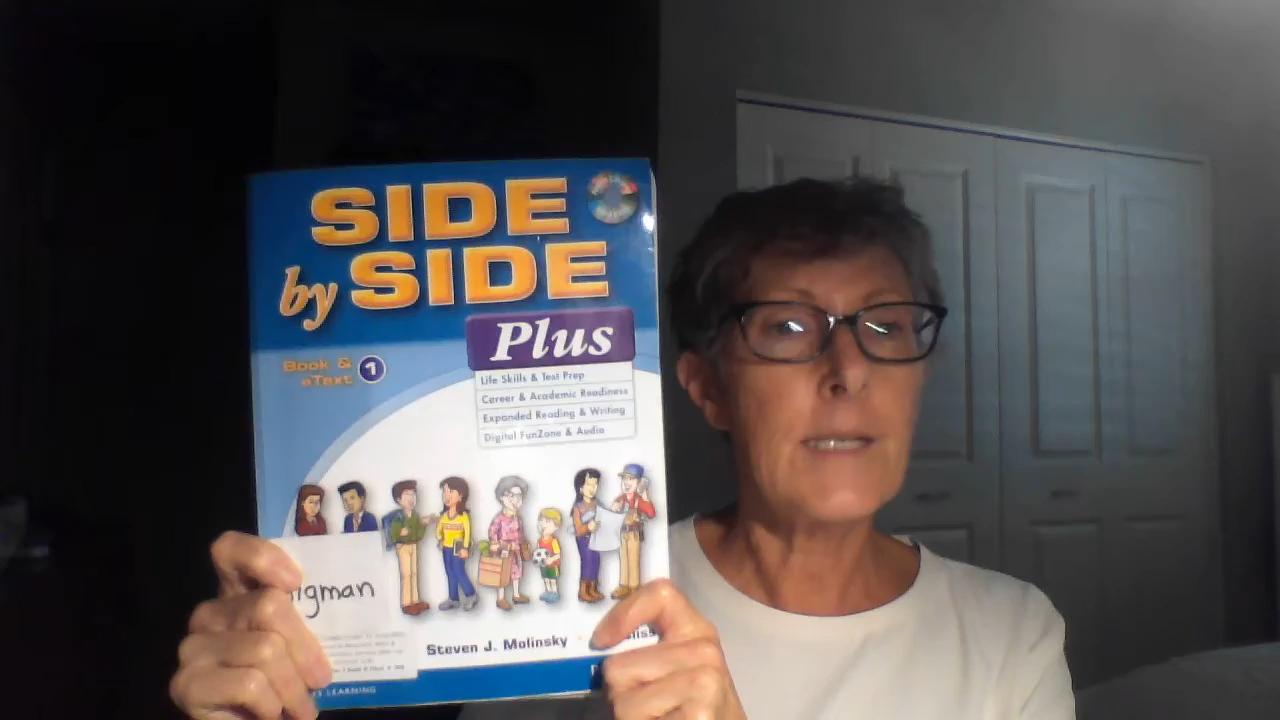 SIDE
by SIDE
Plus
Book &
eText 1
Life Skills & Test Prep
Career & Academic Readiness
Expanded Reading & Writing
Digital FunZone & Audio
igman
Steven J. Molinsky
LEARNING